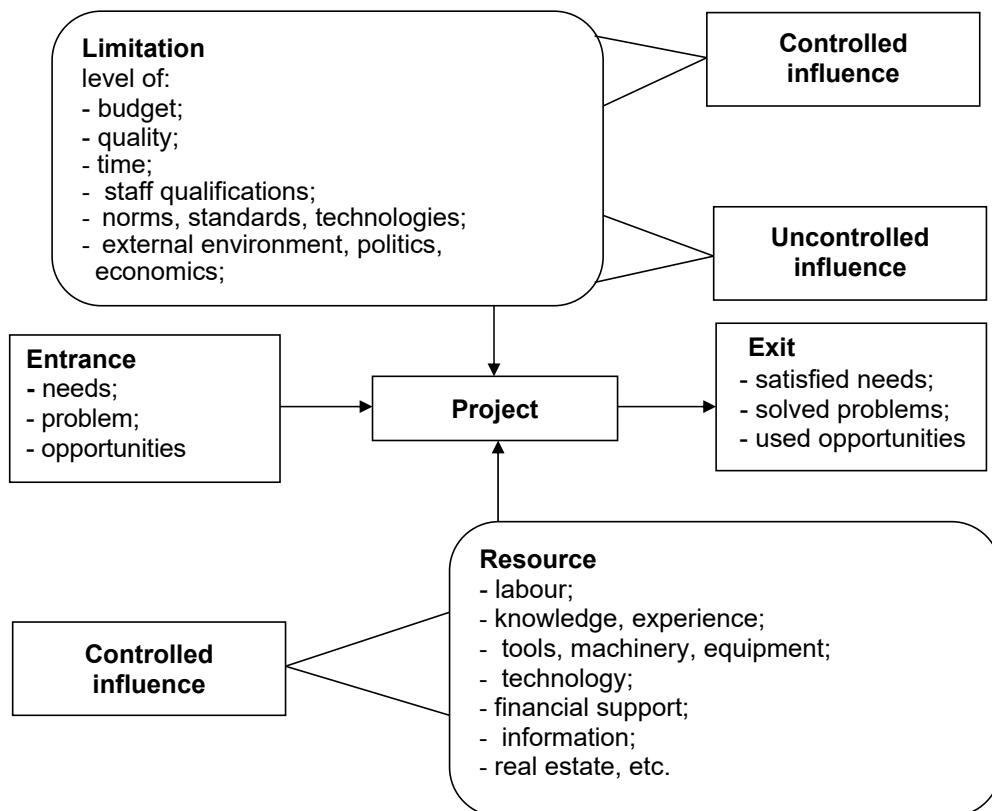 Limitation
level of:
- budget;
- quality;
- time;
- staff qualifications;
- norms, standards, technologies;
- external environment, politics,
economics;
Controlled
influence
Uncontrolled
influence
Entrance
- needs;
- problem;
- opportunities
Project
Exit
- satisfied needs;
- solved problems;
- used opportunities
Controlled
influence
Resource
- labour;
- knowledge, experience;
- tools, machinery, equipment;
- technology;
- financial support;
- information;
- real estate, etc.